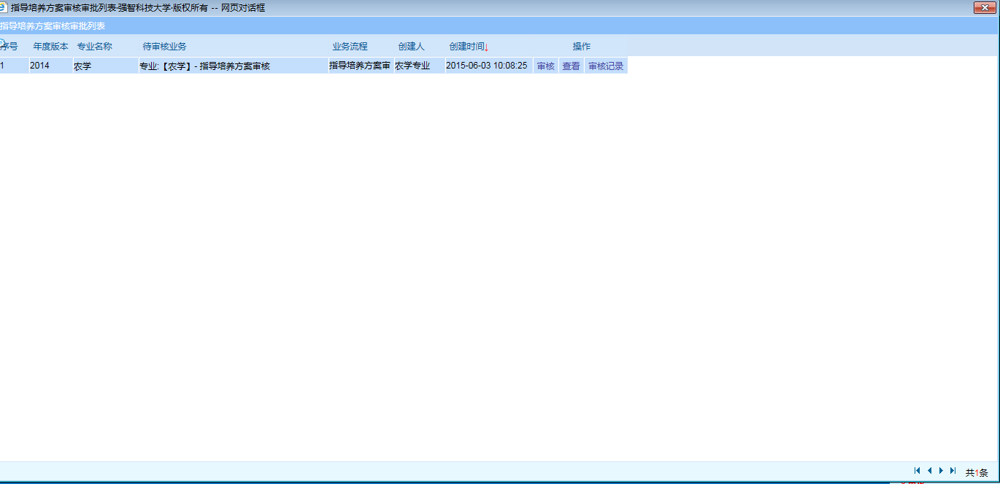 指导培养方案审核审批列表·强智科技大学·版权所有 -- 网页对话框
指导培养方案审核审批列表
序号 年度版本 专业名称 待审核业务 业务流程 创建人 创建时间↓ 操作
1 2014 农学 专业:【农学】- 指导培养方案审核 指导培养方案审 农学专业 2015-06-03 10:08:25 审核 查看 审核记录
共1条